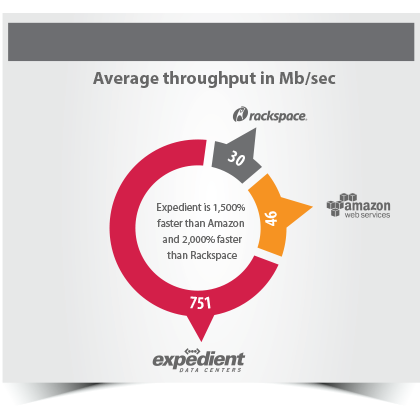 Average throughput in Mb/sec
rackspace.
30
amazon
web services
46
Expedient is 1,500%
faster than Amazon
and 2,000% faster
than Rackspace
751
expedient
DATA CENTERS